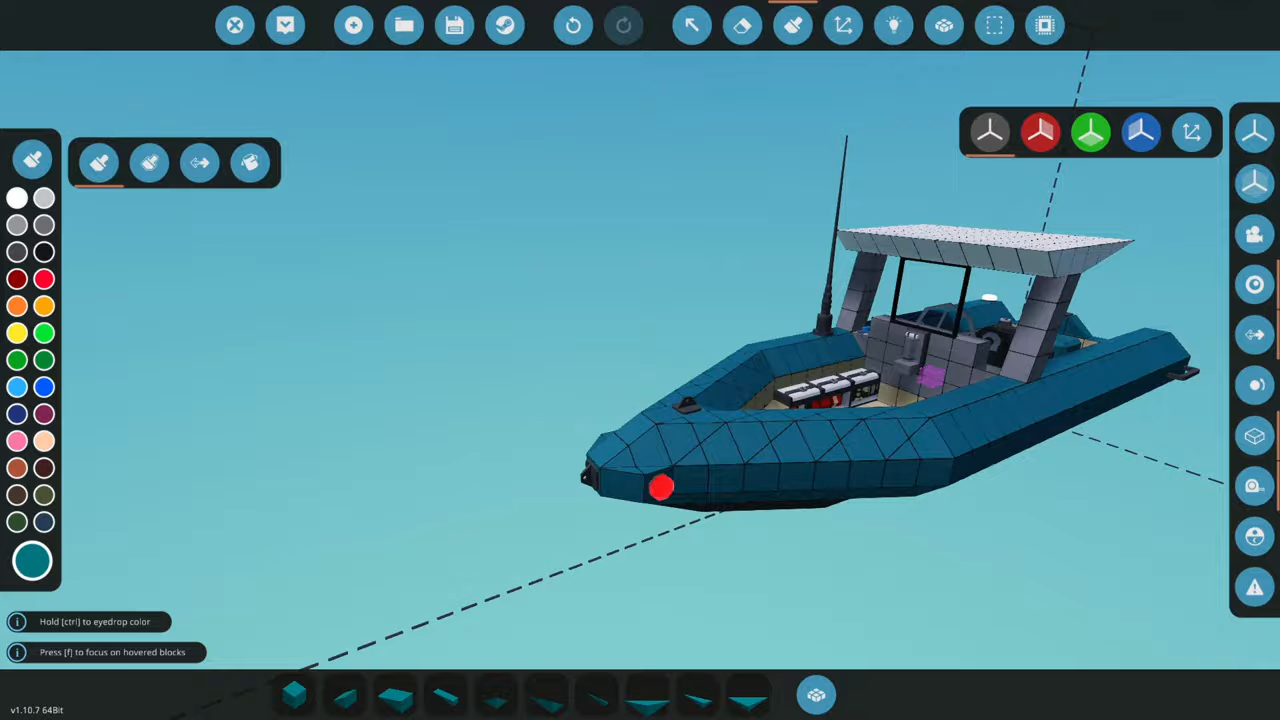 Hold [ctrl] to eyedrop color
Press [f] to focus on hovered blocks
v1.10.7 64Bit